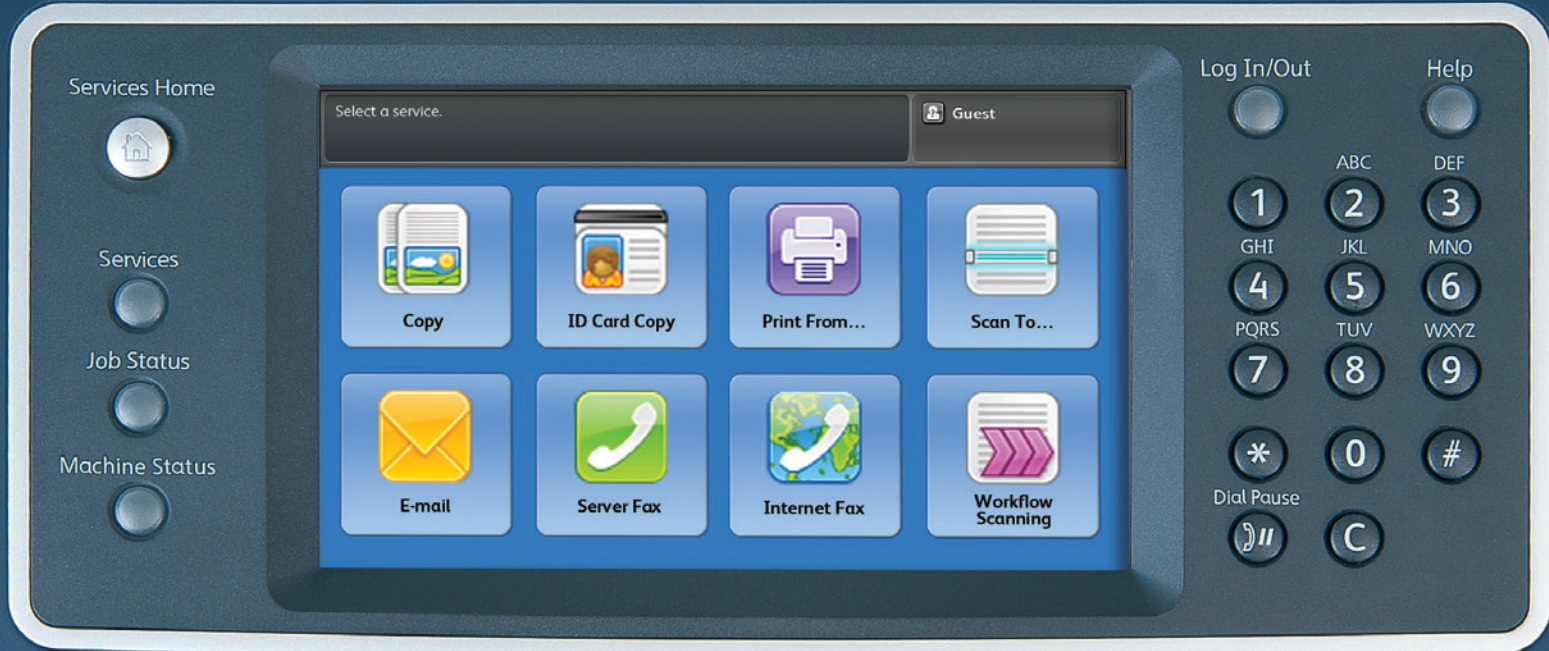 Services Home
Services
Job Status
Machine Status
Select a service.
Guest
Copy
ID Card Copy
Print From...
Scan To...
E-mail
Server Fax
Internet Fax
Workflow
Scanning
Log In/Out
Help
ABC
DEF
1
2
3
GHI
JKL
MNO
4
5
6
PQRS
TUV
WXYZ
7
8
9
*
0
#
Dial Pause
C